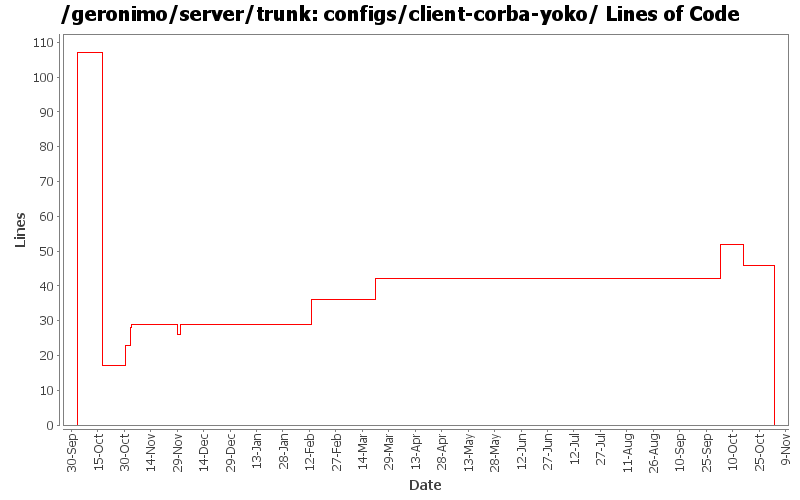 /geronimo/server/trunk: configs/client-corba-yoko/ Lines of Code
110
100
90
80
70
60
50
40
30
20
10
0
Lines
30-Sep
15-Oct
30-Oct
14-Nov
29-Nov
14-Dec
29-Dec
13-Jan
28-Jan
12-Feb
27-Feb
14-Mar
29-Mar
13-Apr
28-Apr
13-May
28-May
12-Jun
27-Jun
12-Jul
27-Jul
11-Aug
26-Aug
10-Sep
25-Sep
10-Oct
25-Oct
9-Nov
Date